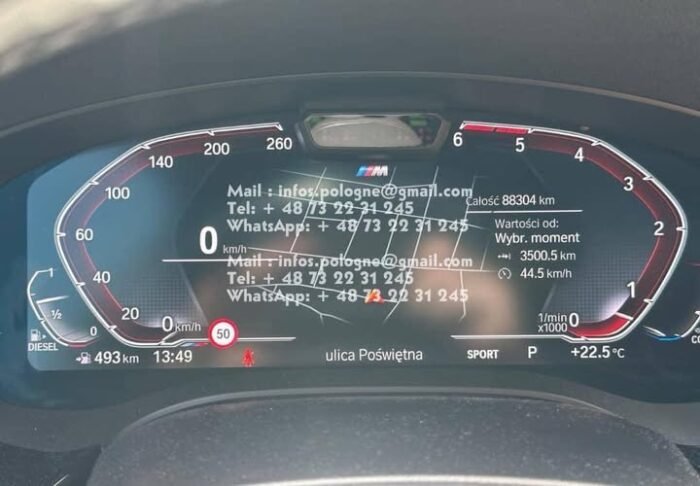 260
200
140
100
60
40
20
0 km/h
6
5
4
3
2
1
0
1/min
x1000
M
Mail : infos.pologne@gmail.com
Tel: + 48 73 22 31 245
WhatsApp: + 48 73 22 31 245
Mail : infos.pologne@gmail.com
Tel: + 48 73 22 31 245
WhatsApp: + 48 73 22 31 245
0 km/h
Całość 88304 km
Wartości od:
Wybr. moment
3500.5 km
44.5 km/h
1
½
0
DIESEL
50
493 km
13:49
ulica Poświętna
SPORT
P
+22.5 °C